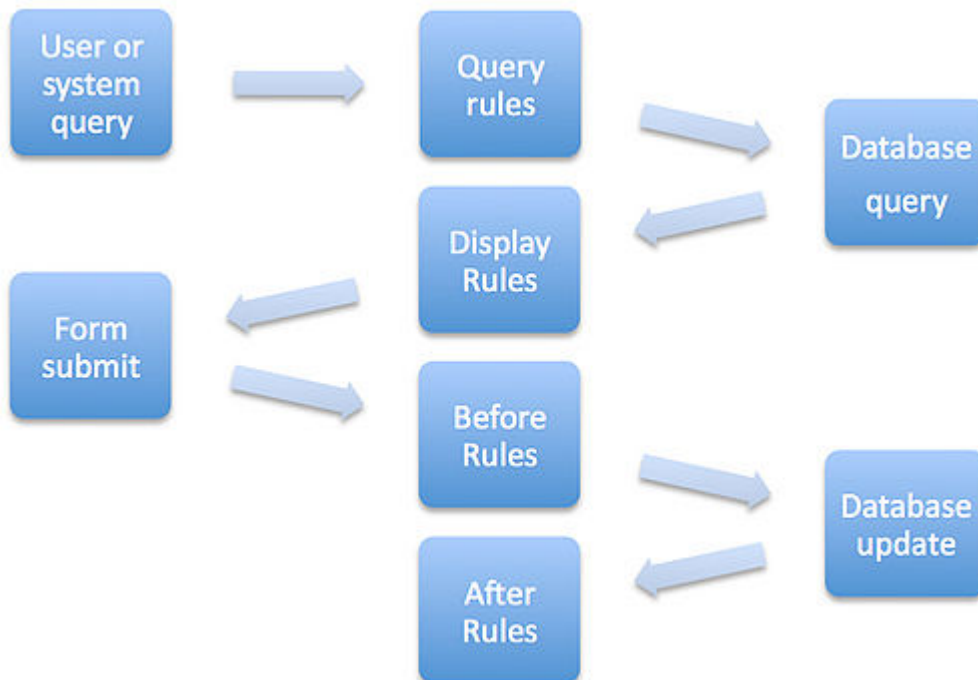 User or
system
query
Query
rules
Database
query
Display
Rules
Form
submit
Before
Rules
Database
update
After
Rules